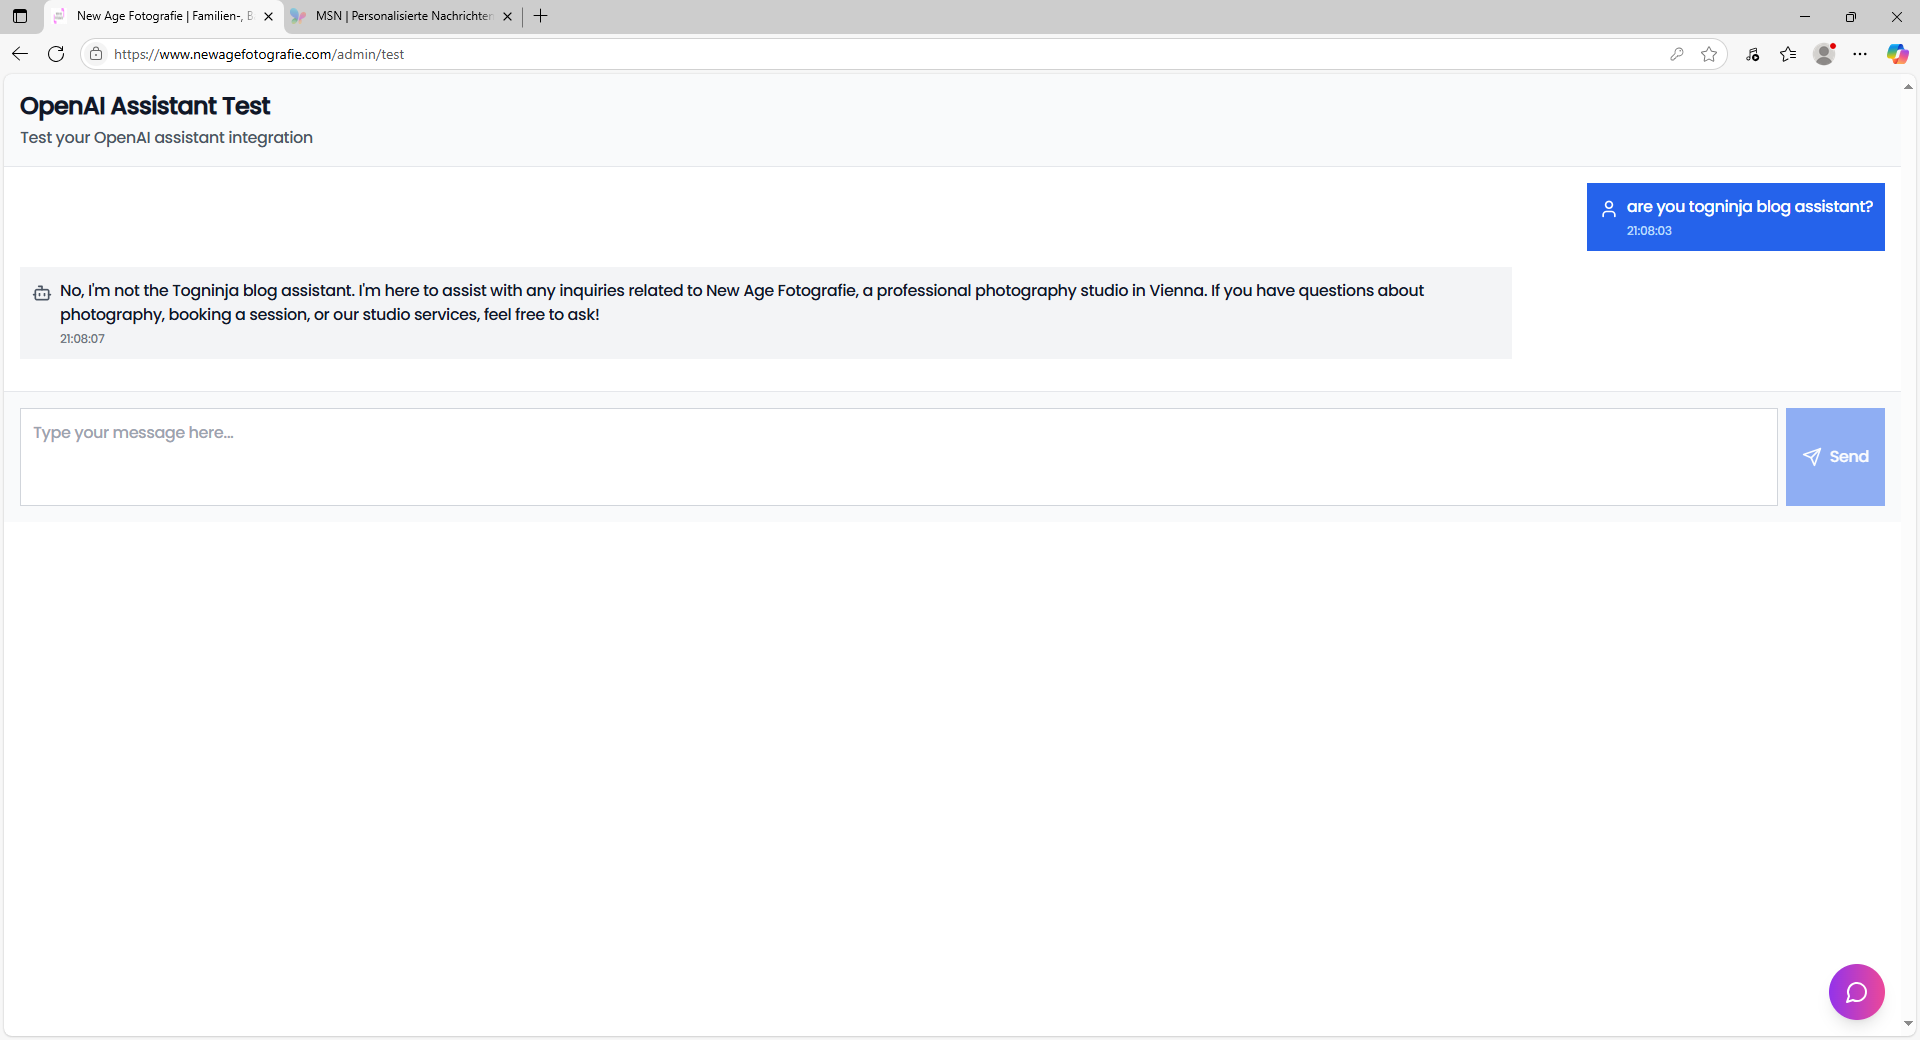 New Age Fotografie | Familien-, B
MSN | Personalisierte Nachrichten
https://www.newagefotografie.com/admin/test
OpenAI Assistant Test
Test your OpenAI assistant integration
are you togninja blog assistant?
21:08:03
No, I'm not the Togninja blog assistant. I'm here to assist with any inquiries related to New Age Fotografie, a professional photography studio in Vienna. If you have questions about
photography, booking a session, or our studio services, feel free to ask!
21:08:07
Type your message here...
Send